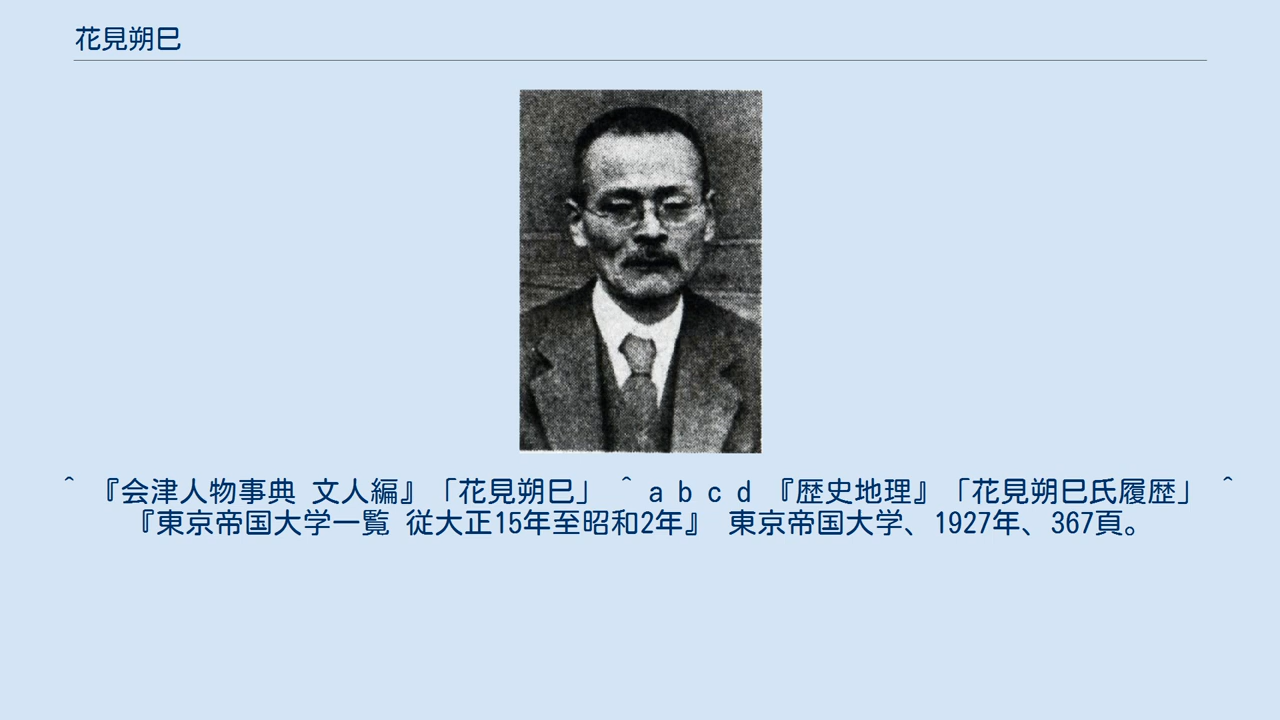 花見朔巳
^ 『会津人物事典 文人編』「花見朔巳」 ^ a b c d 『歴史地理』「花見朔巳氏履歴」 ^
『東京帝国大学一覧 従大正15年至昭和2年』 東京帝国大学、1927年、367頁。